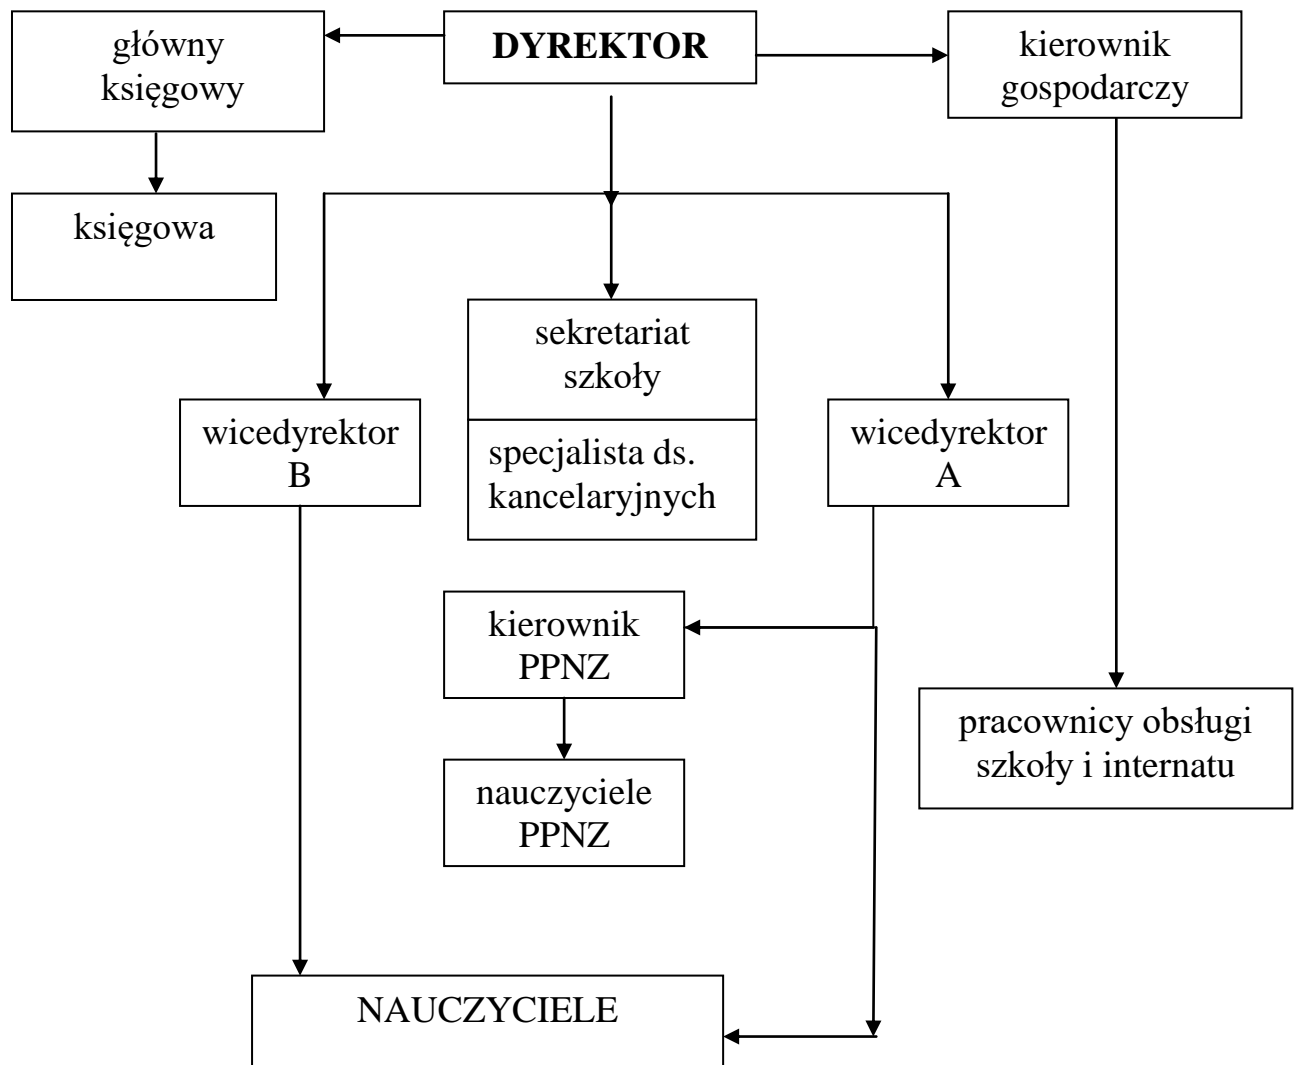 główny
księgowy
DYREKTOR
kierownik
gospodarczy
księgowa
sekretariat
szkoły
specjalista ds.
kancelaryjnych
wicedyrektor
B
wicedyrektor
A
kierownik
PPNZ
nauczyciele
PPNZ
pracownicy obsługi
szkoły i internatu
NAUCZYCIELE